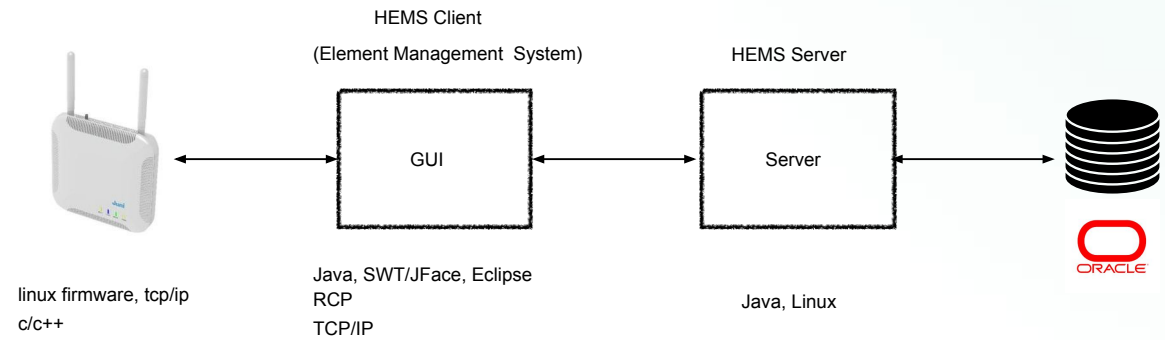 HEMS Client
(Element Management System)
HEMS Server
GUI
Server
ORACLE
linux firmware, tcp/ip
c/c++
Java, SWT/JFace, Eclipse
RCP
TCP/IP
Java, Linux